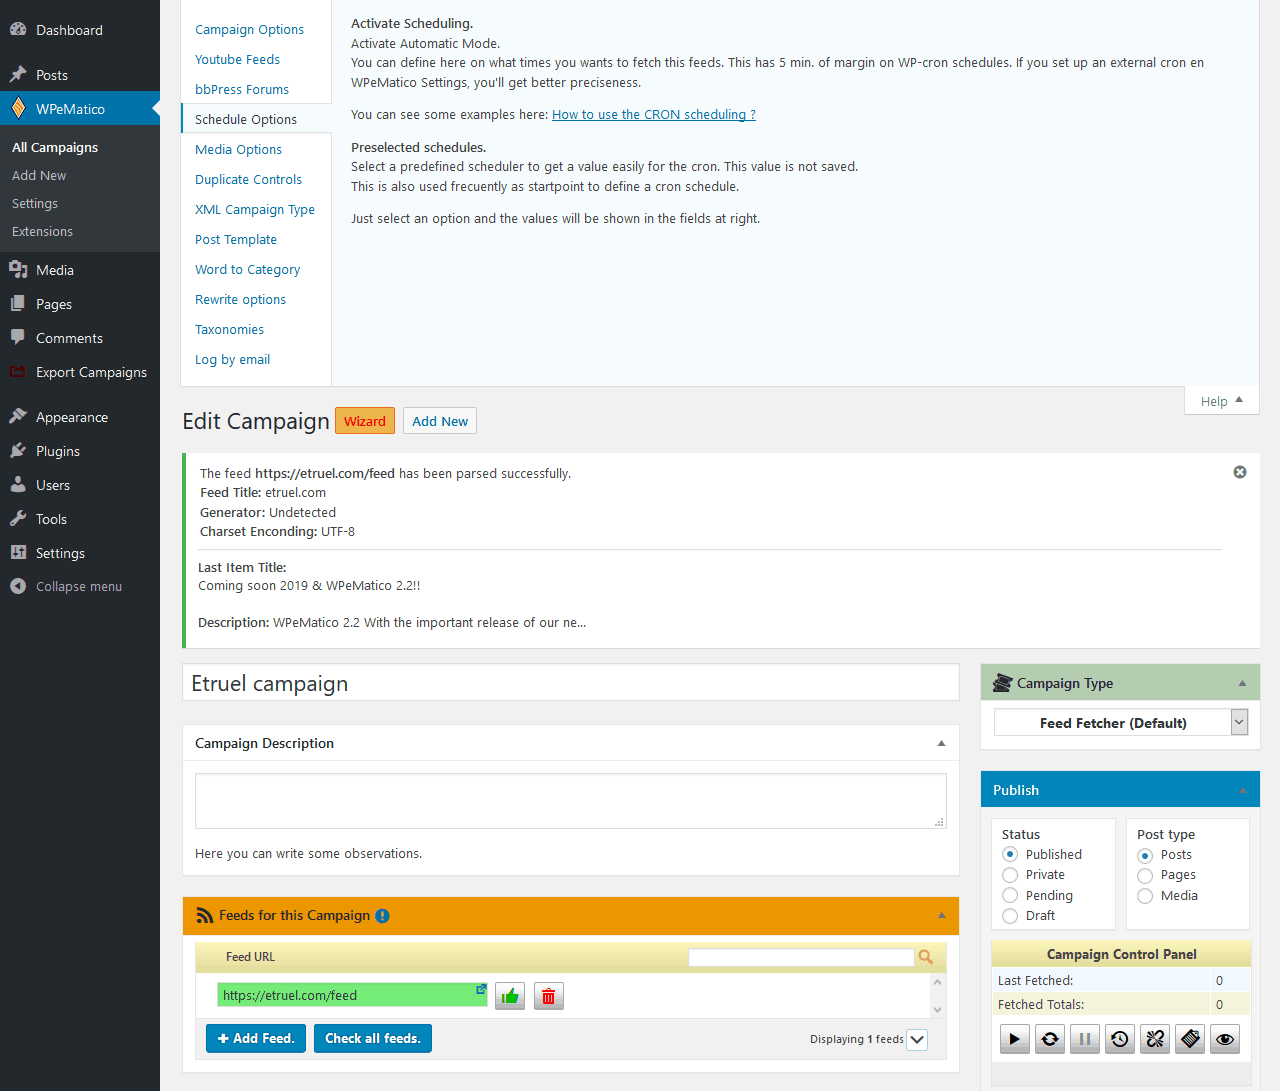 Dashboard
Posts
WPeMatico
All Campaigns
Add New
Settings
Extensions
Media
Pages
Comments
Export Campaigns
Appearance
Plugins
Users
Tools
Settings
Collapse menu
Campaign Options
Youtube Feeds
bbPress Forums
Schedule Options
Media Options
Duplicate Controls
XML Campaign Type
Post Template
Word to Category
Rewrite options
Taxonomies
Log by email
Activate Scheduling.
Activate Automatic Mode.
You can define here on what times you wants to fetch this feeds. This has 5 min. of margin on WP-cron schedules. If you set up an external cron en
WPeMatico Settings, you'll get better preciseness.
You can see some examples here: How to use the CRON scheduling ?
Preselected schedules.
Select a predefined scheduler to get a value easily for the cron. This value is not saved.
This is also used frecuently as startpoint to define a cron schedule.
Just select an option and the values will be shown in the fields at right.
Help
Edit Campaign
Wizard
Add New
The feed https://etruel.com/feed has been parsed successfully.
Feed Title: etruel.com
Generator: Undetected
Charset Enconding: UTF-8
Last Item Title:
Coming soon 2019 & WPeMatico 2.2!!
Description: WPeMatico 2.2 With the important release of our ne...
Etruel campaign
Campaign Description
Here you can write some observations.
Feeds for this Campaign
Feed URL
https://etruel.com/feed
+ Add Feed.
Check all feeds.
Displaying 1 feeds
Campaign Type
Feed Fetcher (Default)
Publish
Status
Published
Private
Pending
Draft
Post type
Posts
Pages
Media
Campaign Control Panel
Last Fetched: 0
Fetched Totals: 0